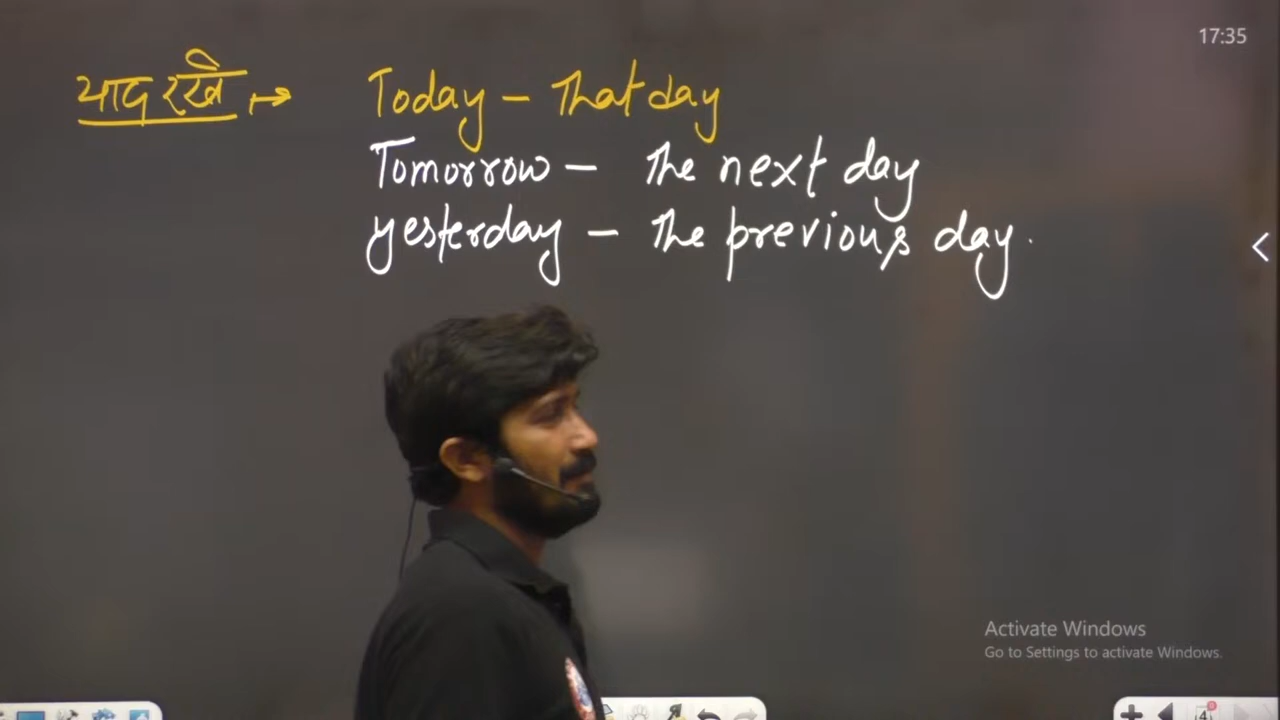 17:35
याद रखें → Today - That day
Tomorrow - The next day
yesterday - The previous day.
Activate Windows
Go to Settings to activate Windows.
4